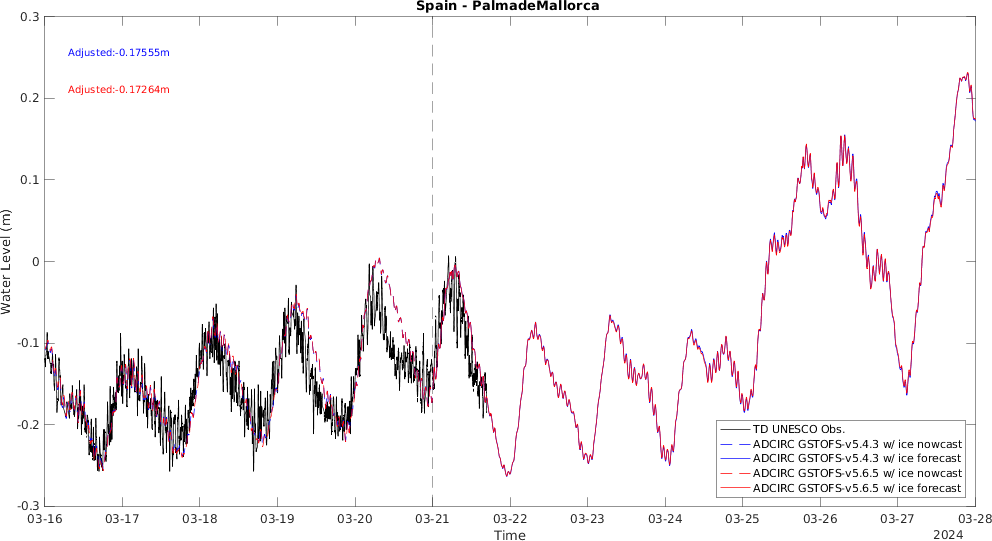 Spain - PalmadeMallorca
Adjusted:-0.17555m
Adjusted:-0.17264m
Water Level (m)
0.3
0.2
0.1
0
-0.1
-0.2
-0.3
TD UNESCO Obs.
ADCIRC GSTOFS-v5.4.3 w/ ice nowcast
ADCIRC GSTOFS-v5.4.3 w/ ice forecast
ADCIRC GSTOFS-v5.6.5 w/ ice nowcast
ADCIRC GSTOFS-v5.6.5 w/ ice forecast
03-16 03-17 03-18 03-19 03-20 03-21 03-22 03-23 03-24 03-25 03-26 03-27 03-28
Time
2024